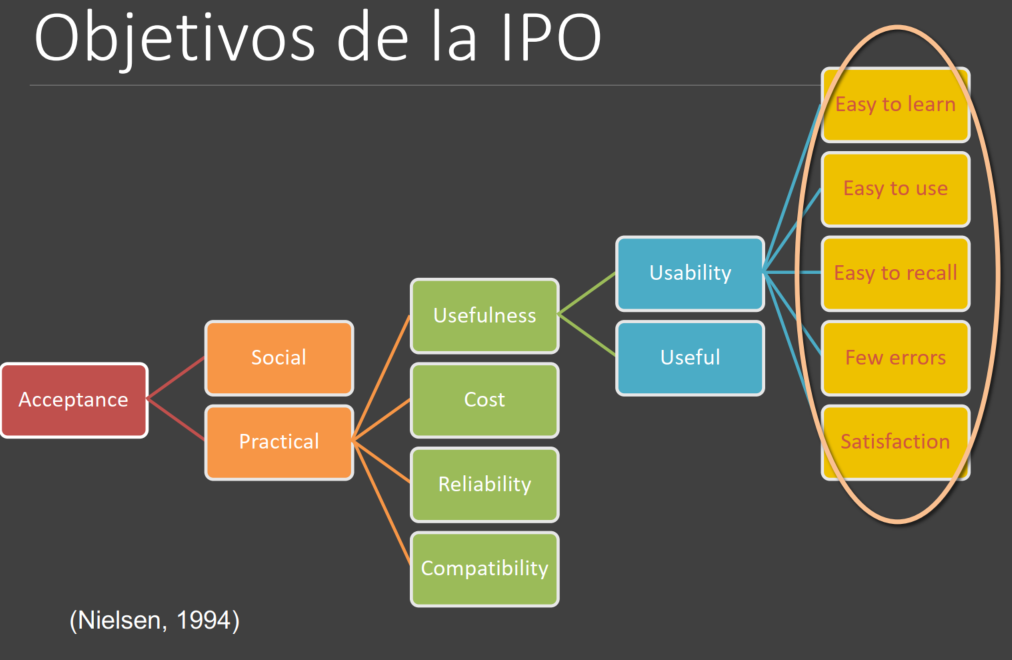 Objetivos de la IPO
Acceptance
Social
Practical
Usefulness
Cost
Reliability
Compatibility
Usability
Useful
Easy to learn
Easy to use
Easy to recall
Few errors
Satisfaction
(Nielsen, 1994)